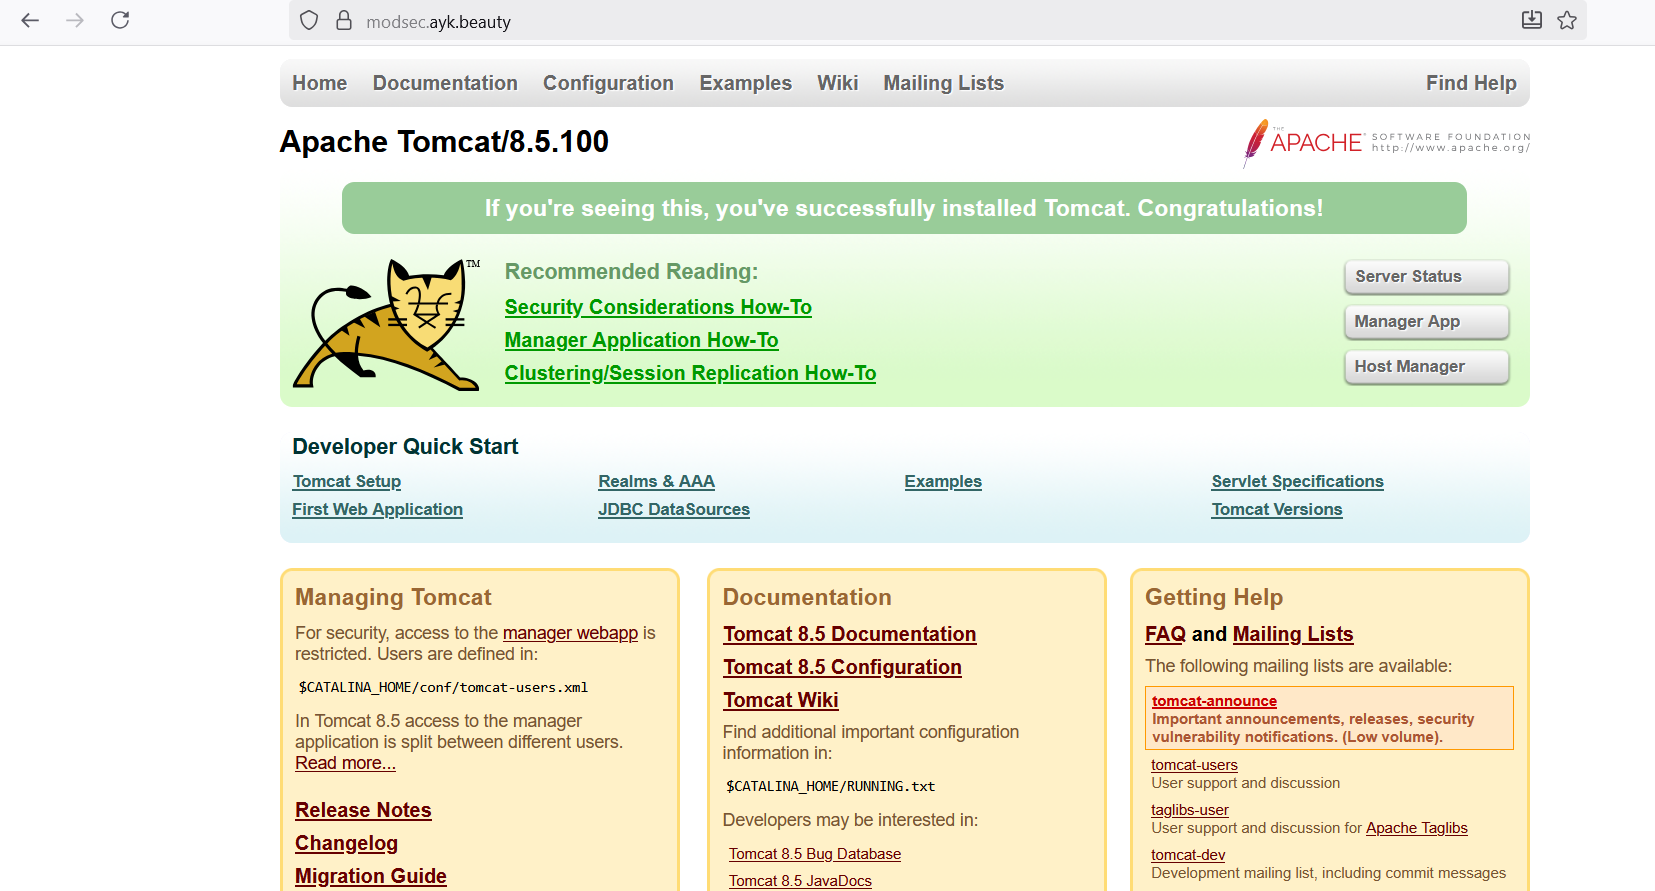 modsec.ayk.beauty
Home Documentation Configuration Examples Wiki Mailing Lists Find Help
Apache Tomcat/8.5.100
THE APACHE SOFTWARE FOUNDATION
http://www.apache.org/
If you're seeing this, you've successfully installed Tomcat. Congratulations!
TM
Recommended Reading:
Security Considerations How-To
Manager Application How-To
Clustering/Session Replication How-To
Server Status
Manager App
Host Manager
Developer Quick Start
Tomcat Setup
First Web Application
Realms & AAA
JDBC DataSources
Examples
Servlet Specifications
Tomcat Versions
Managing Tomcat
For security, access to the manager webapp is
restricted. Users are defined in:
$CATALINA_HOME/conf/tomcat-users.xml
In Tomcat 8.5 access to the manager
application is split between different users.
Read more...
Release Notes
Changelog
Migration Guide
Documentation
Tomcat 8.5 Documentation
Tomcat 8.5 Configuration
Tomcat Wiki
Find additional important configuration
information in:
$CATALINA_HOME/RUNNING.txt
Developers may be interested in:
Tomcat 8.5 Bug Database
Tomcat 8.5 JavaDocs
Getting Help
FAQ and Mailing Lists
The following mailing lists are available:
tomcat-announce
Important announcements, releases, security
vulnerability notifications. (Low volume).
tomcat-users
User support and discussion
taglibs-user
User support and discussion for Apache Taglibs
tomcat-dev
Development mailing list, including commit messages